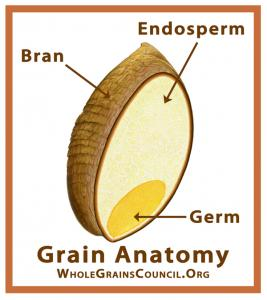 Endosperm
Bran
Germ
Grain Anatomy
WholeGrainsCouncil.Org